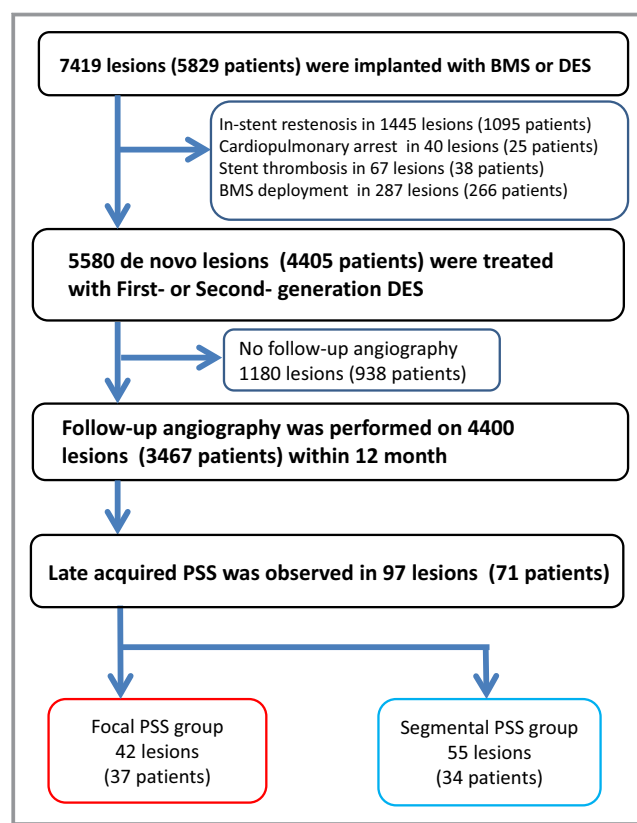 7419 lesions (5829 patients) were implanted with BMS or DES
In-stent restenosis in 1445 lesions (1095 patients)
Cardiopulmonary arrest in 40 lesions (25 patients)
Stent thrombosis in 67 lesions (38 patients)
BMS deployment in 287 lesions (266 patients)
5580 de novo lesions (4405 patients) were treated
with First- or Second- generation DES
No follow-up angiography
1180 lesions (938 patients)
Follow-up angiography was performed on 4400
lesions (3467 patients) within 12 month
Late acquired PSS was observed in 97 lesions (71 patients)
Focal PSS group
42 lesions
(37 patients)
Segmental PSS group
55 lesions
(34 patients)